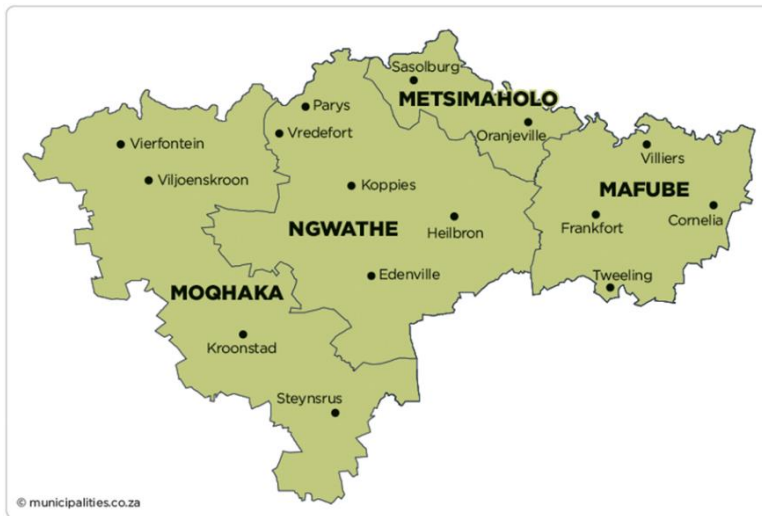 Sasolburg
METSIMAHOLO
Parys
Oranjeville
Vredefort
Vierfontein
Villiers
Viljoenskroon
Koppies
MAFUBE
Cornelia
NGWATHE
Heilbron
Frankfort
Edenville
Tweeling
MOQHAKA
Kroonstad
Steynsrus
© municipalities.co.za